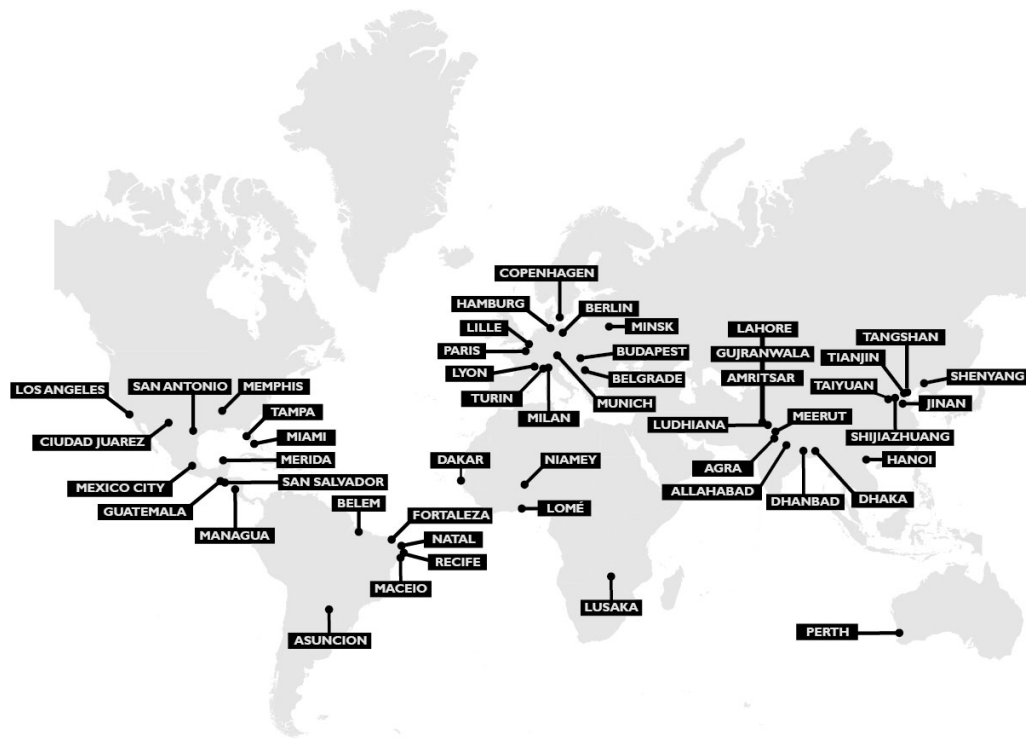 COPENHAGEN
HAMBURG
BERLIN
LILLE
MINSK
LAHORE
TANGSHAN
PARIS
BUDAPEST
GUJRANWALA
TIANJIN
LYON
BELGRADE
AMRITSAR
TAIYUAN
SHENYANG
LOS ANGELES
SAN ANTONIO
MEMPHIS
TURIN
MUNICH
JINAN
TAMPA
MILAN
LUDHIANA
MEERUT
CIUDAD JUAREZ
MIAMI
SHIJIAZHUANG
MERIDA
DAKAR
NIAMEY
AGRA
HANOI
MEXICO CITY
SAN SALVADOR
ALLAHABAD
GUATEMALA
BELEM
DHANBAD
DHAKA
MANAGUA
FORTALEZA
LOMÉ
NATAL
RECIFE
MACEIO
LUSAKA
ASUNCION
PERTH